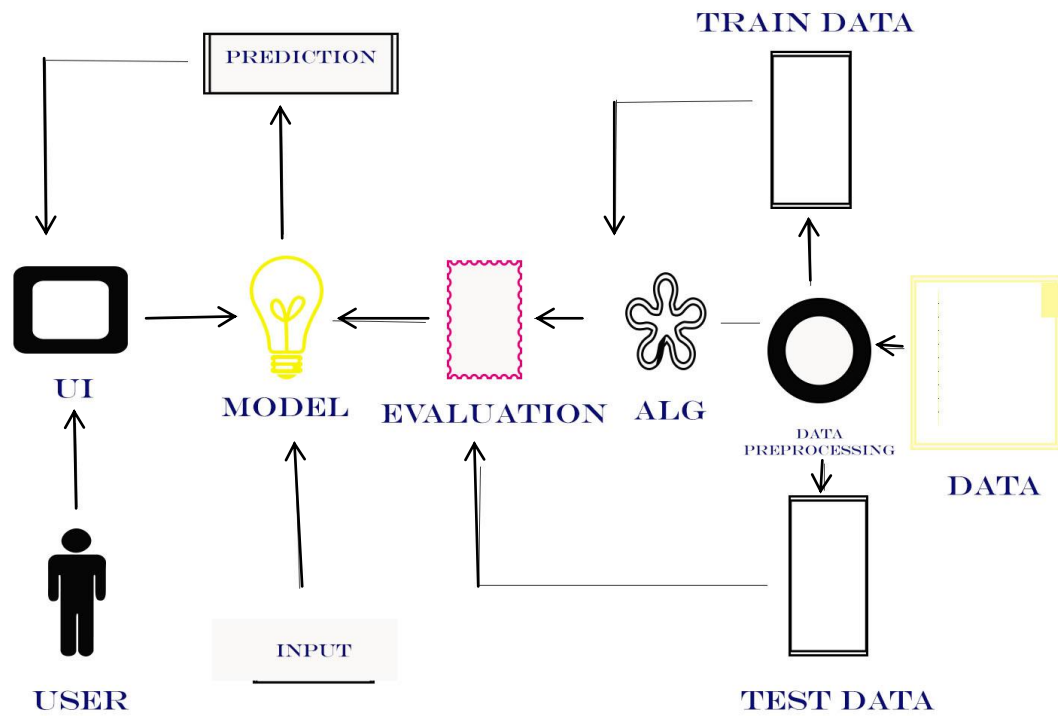 TRAIN DATA
PREDICTION
UI
MODEL
EVALUATION
ALG
DATA
PREPROCESSING
DATA
INPUT
USER
TEST DATA